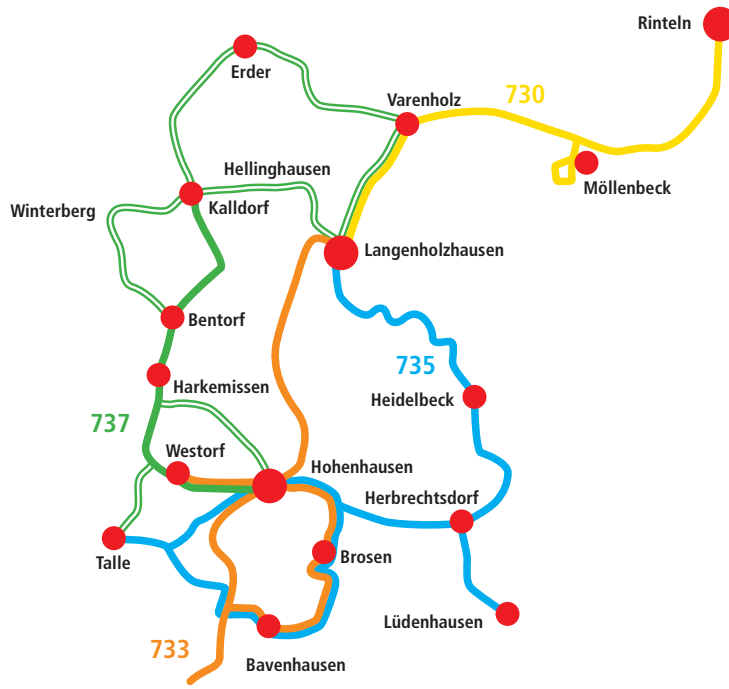 Rinteln
Erder
Varenholz
730
Hellinghausen
Möllenbeck
Winterberg
Kalldorf
Langenholzhausen
Bentorf
735
Harkemissen
Heidelbeck
737
Westorf
Hohenhausen
Herbrechtsdorf
Talle
Brosen
Lüdenhausen
733
Bavenhausen